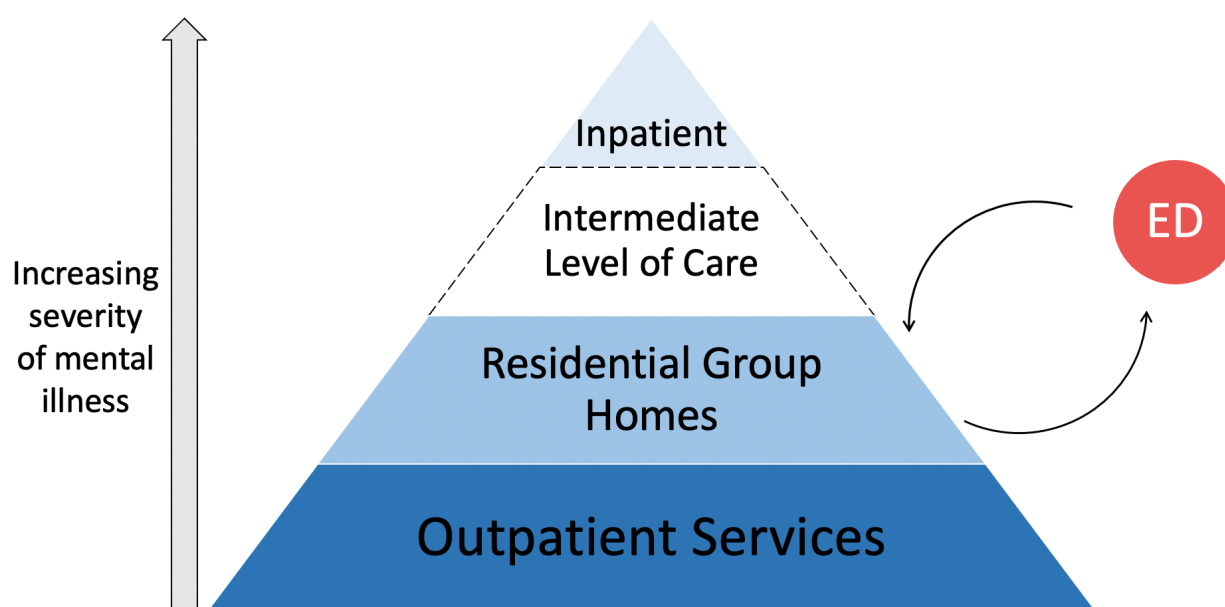 Inpatient
Intermediate
Level of Care
ED
Increasing
severity
of mental
illness
Residential Group
Homes
Outpatient Services